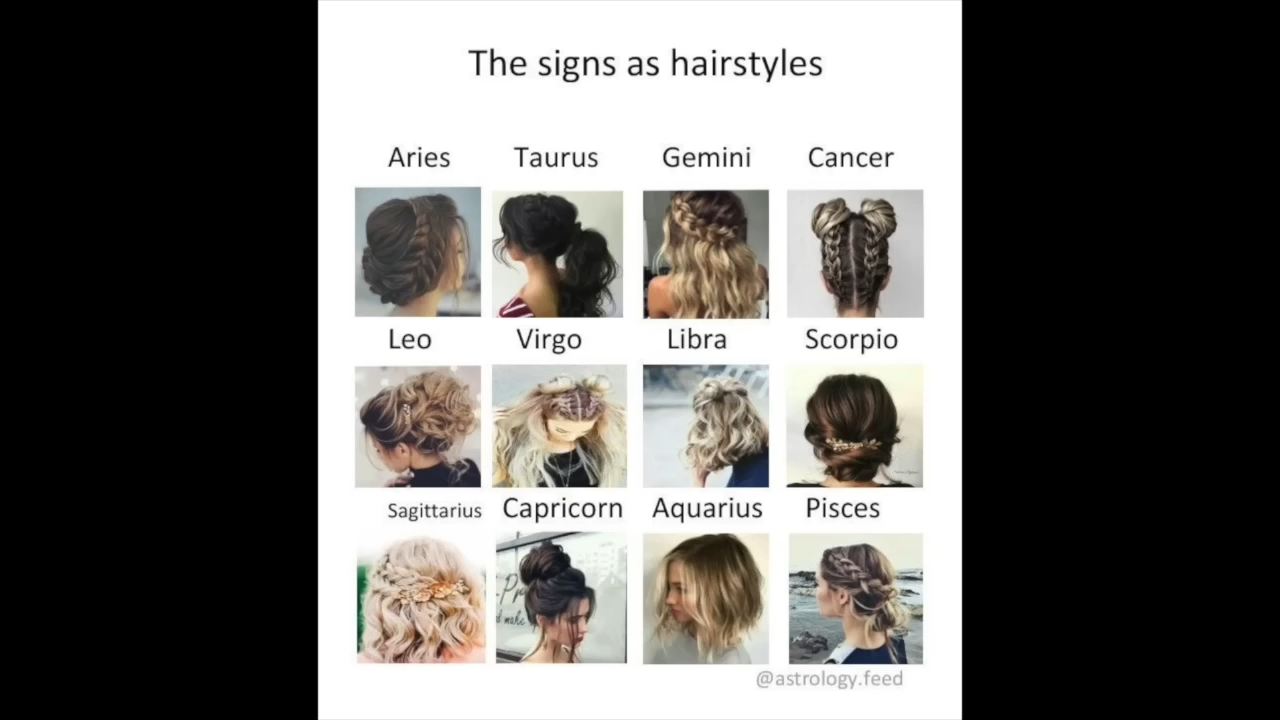 The signs as hairstyles
Aries Taurus Gemini Cancer
Leo Virgo Libra Scorpio
Sagittarius Capricorn Aquarius Pisces
@astrology.feed